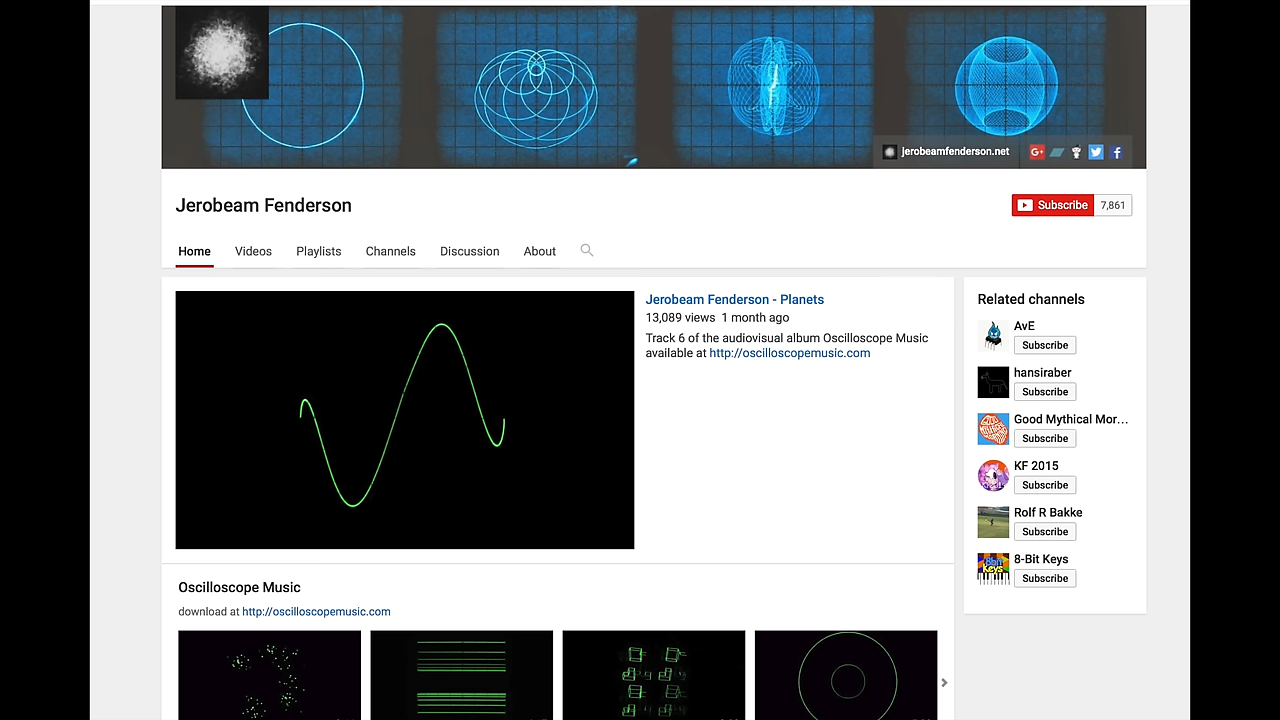 jerobeamfenderson.net
Jerobeam Fenderson
Subscribe 7,861
Home Videos Playlists Channels Discussion About
Jerobeam Fenderson - Planets
13,089 views 1 month ago
Track 6 of the audiovisual album Oscilloscope Music
available at http://oscilloscopemusic.com
Related channels
AvE
Subscribe
hansiraber
Subscribe
Good Mythical Mor...
Subscribe
KF 2015
Subscribe
Rolf R Bakke
Subscribe
8-Bit Keys
Subscribe
Oscilloscope Music
download at http://oscilloscopemusic.com